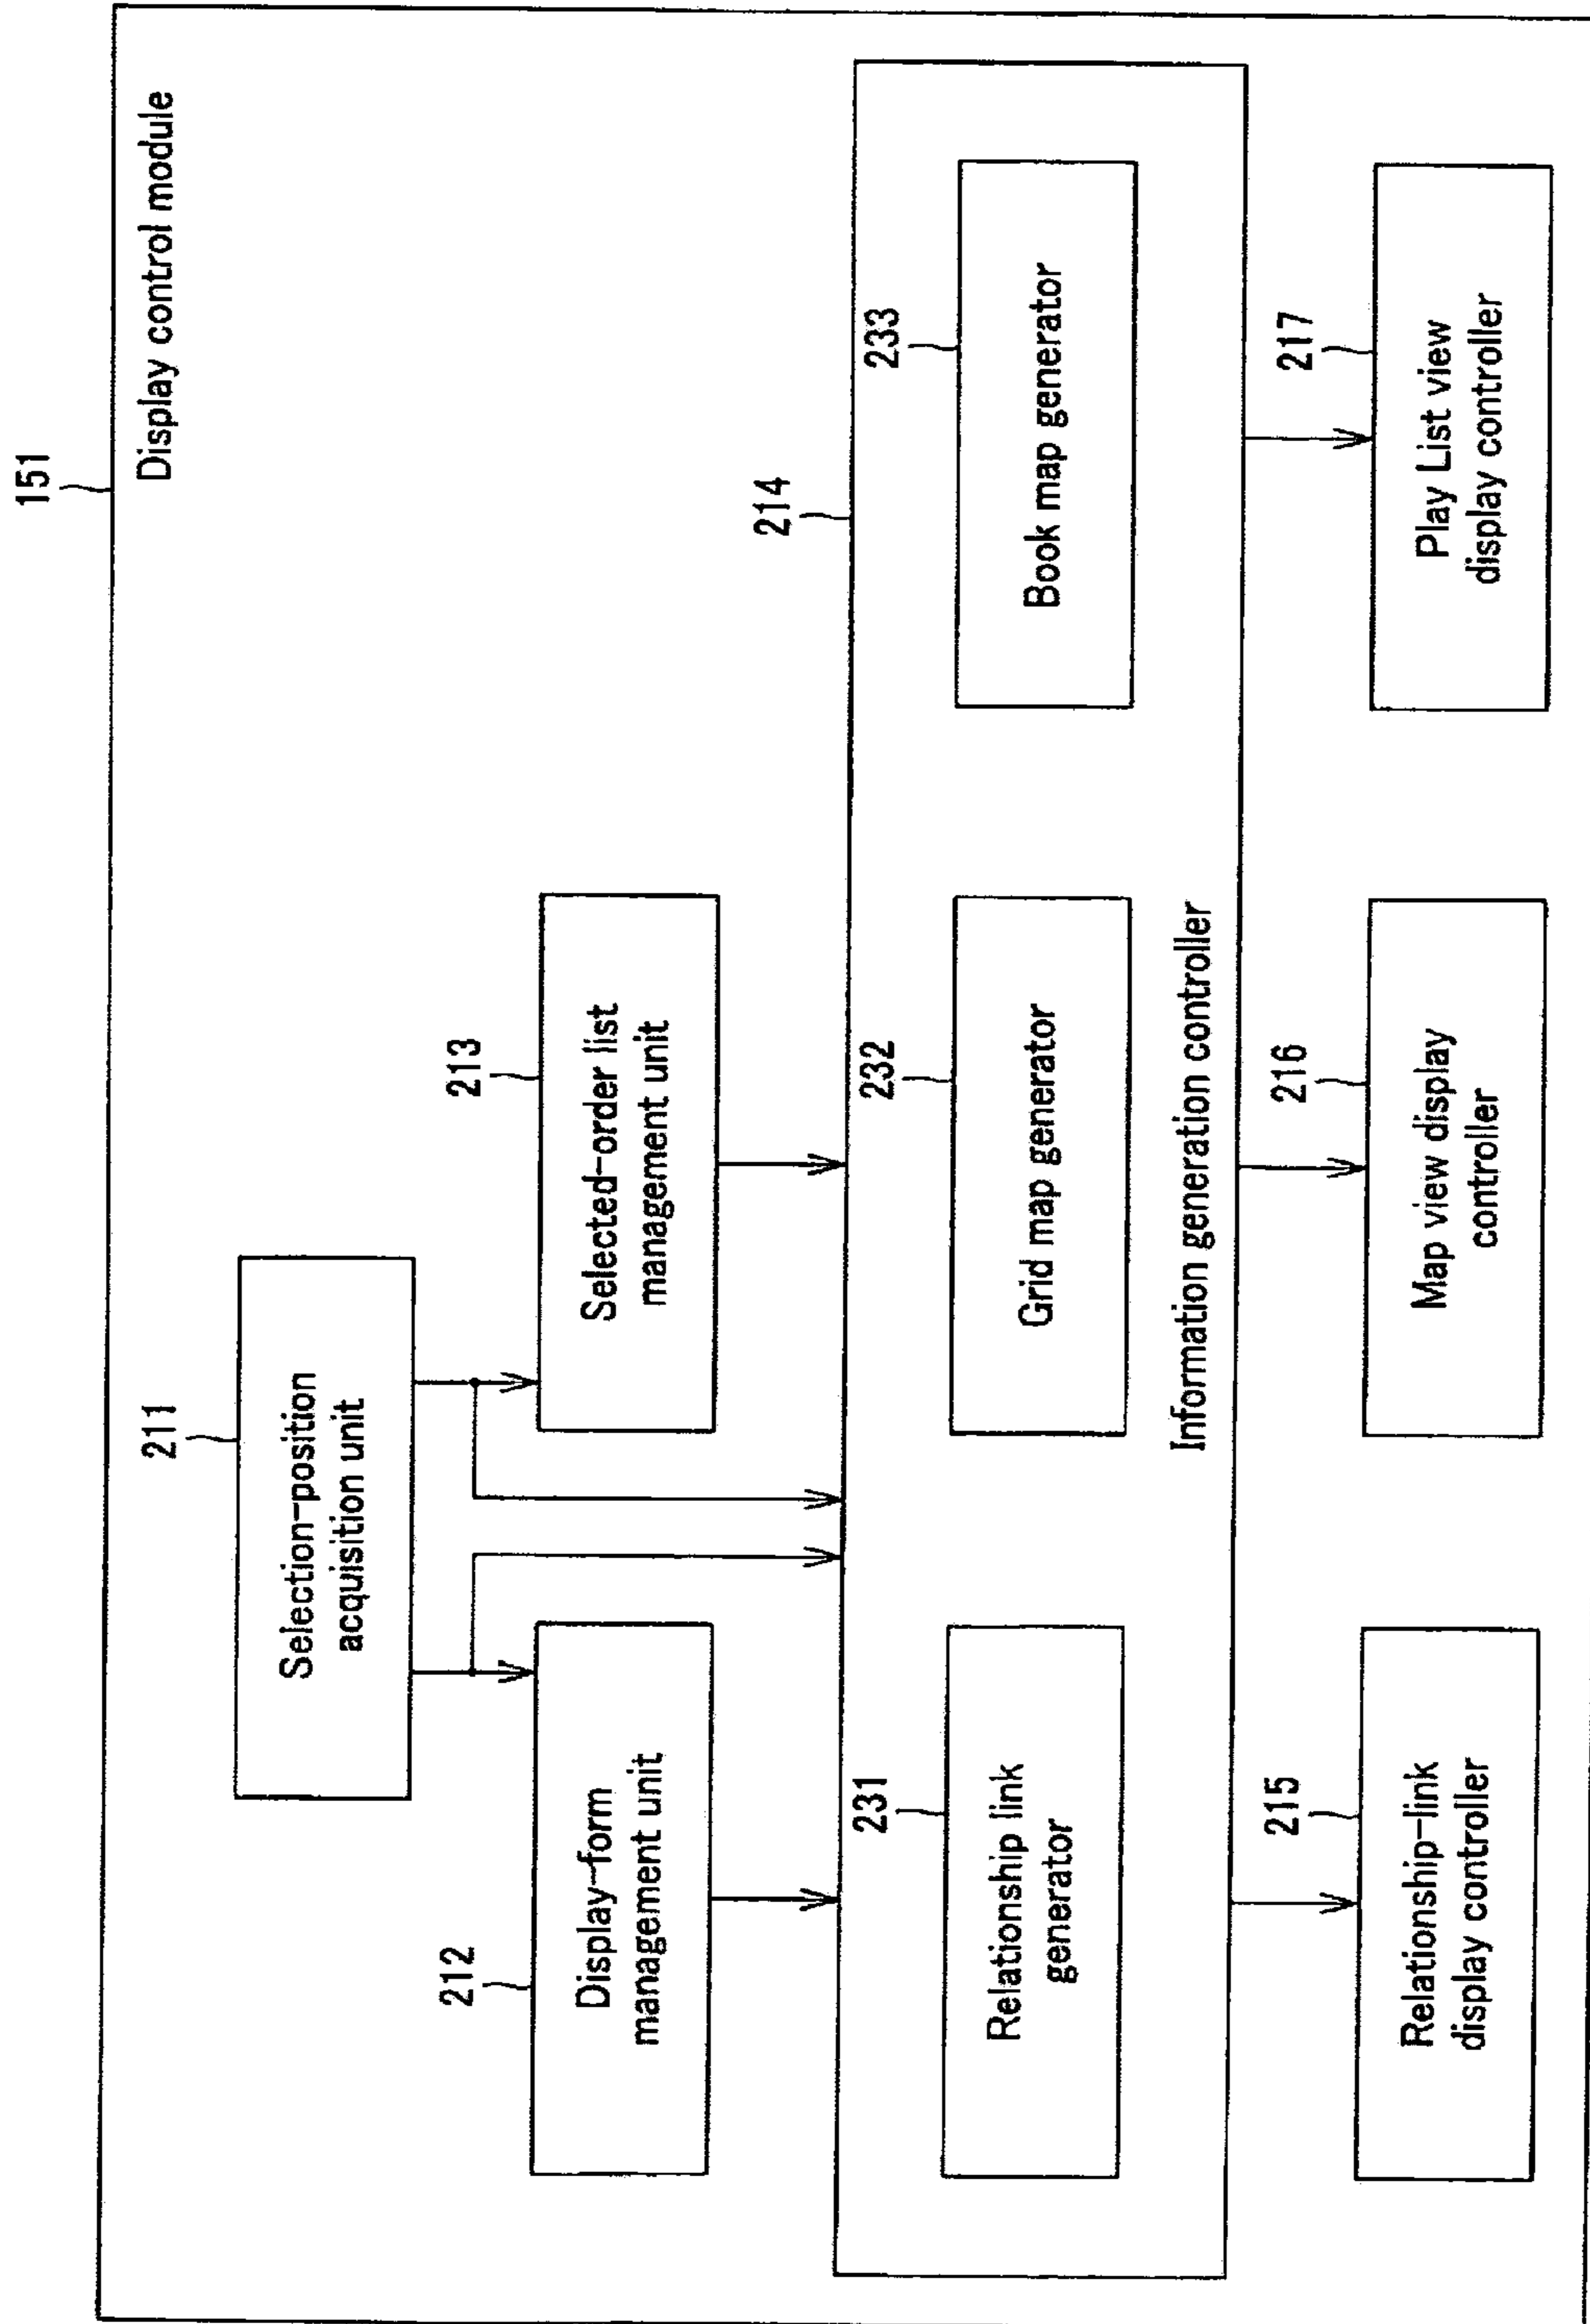 151
Display control module
211
Selection-position
acquisition unit
212
Display-form
management unit
213
Selected-order list
management unit
214
231
Relationship link
generator
232
Grid map generator
233
Book map generator
Information generation controller
215
Relationship-link
display controller
216
Map view display
controller
217
Play List view
display controller